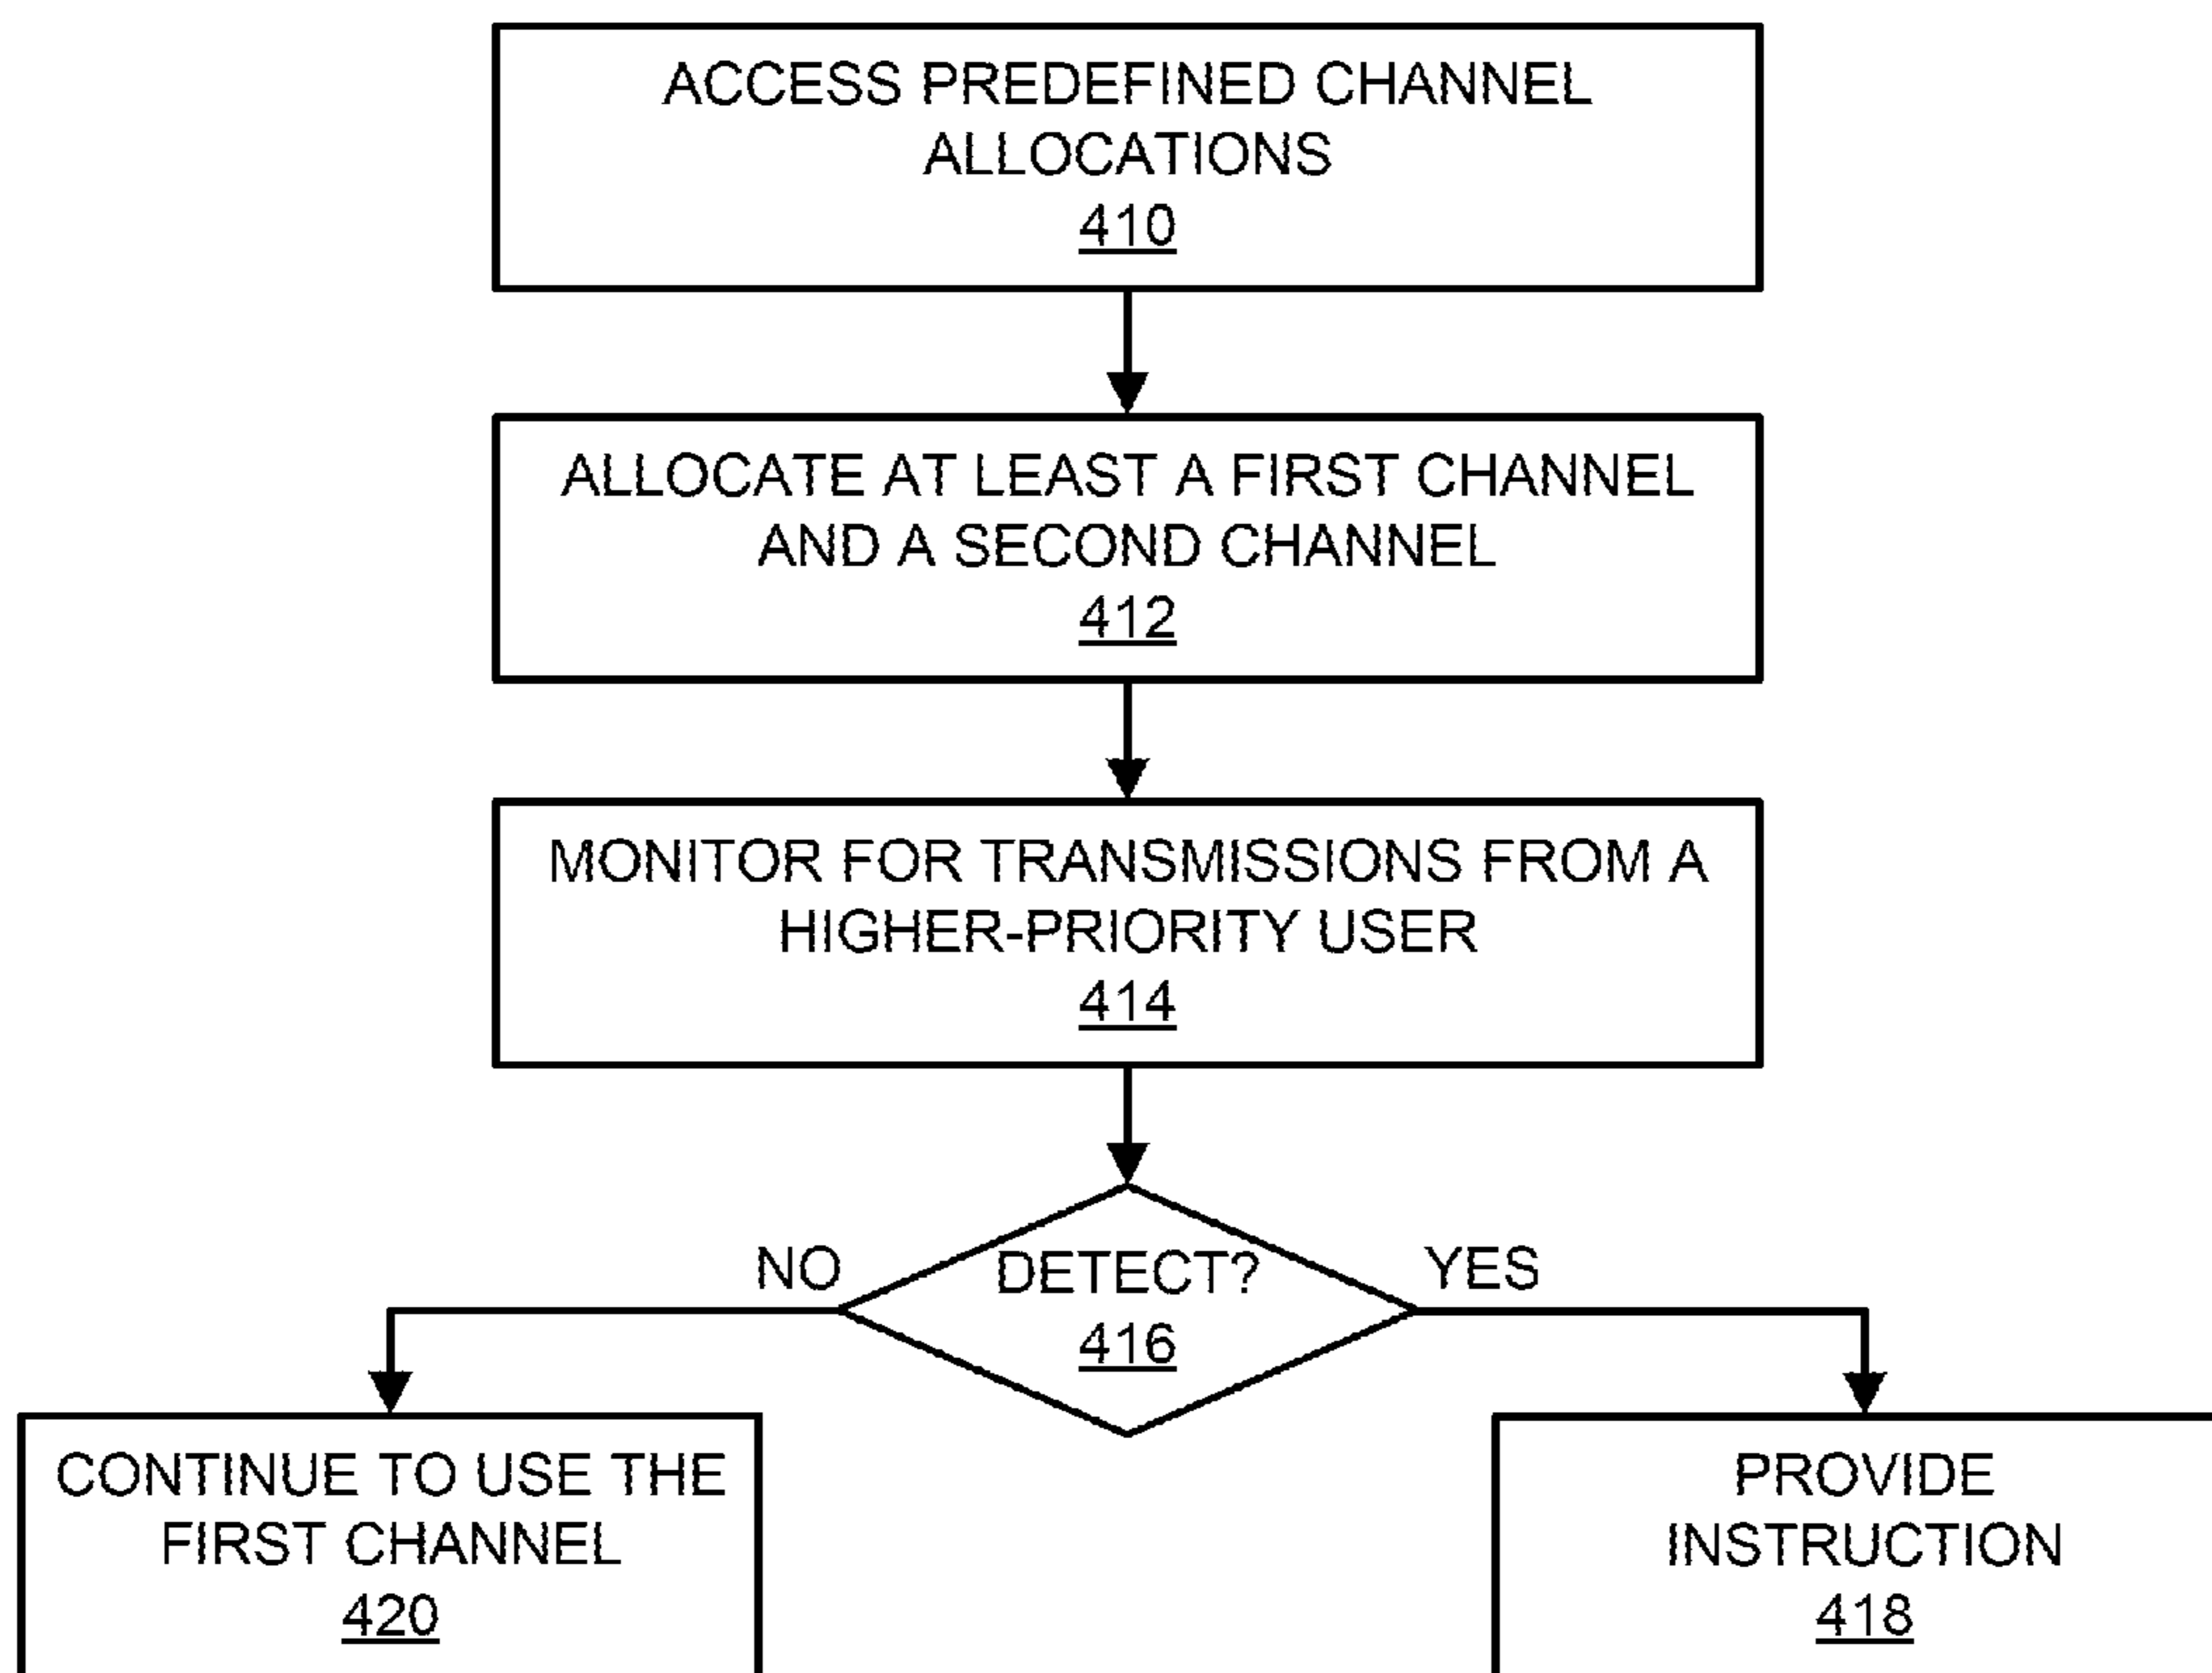 ACCESS PREDEFINED CHANNEL
ALLOCATIONS
410
ALLOCATE AT LEAST A FIRST CHANNEL
AND A SECOND CHANNEL
412
MONITOR FOR TRANSMISSIONS FROM A
HIGHER-PRIORITY USER
414
NO
DETECT?
416
YES
CONTINUE TO USE THE
FIRST CHANNEL
420
PROVIDE
INSTRUCTION
418